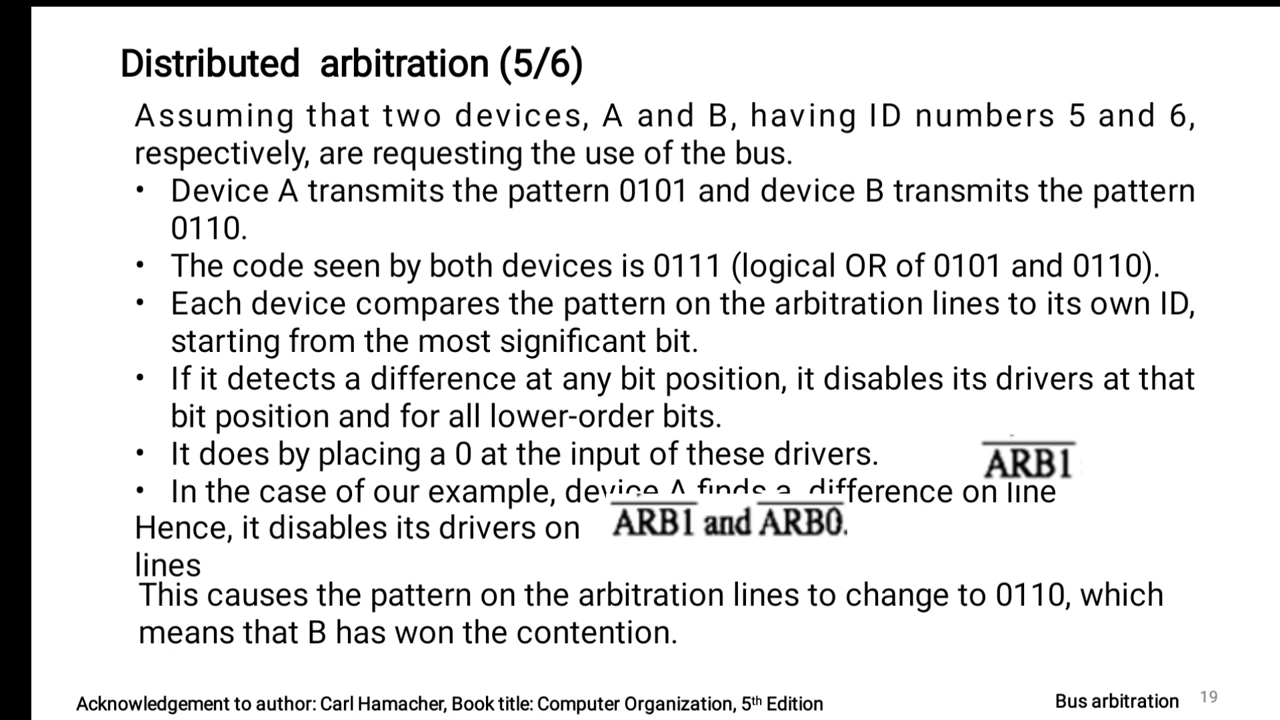 Distributed arbitration (5/6)
Assuming that two devices, A and B, having ID numbers 5 and 6,
respectively, are requesting the use of the bus.
• Device A transmits the pattern 0101 and device B transmits the pattern
0110.
• The code seen by both devices is 0111 (logical OR of 0101 and 0110).
• Each device compares the pattern on the arbitration lines to its own ID,
starting from the most significant bit.
• If it detects a difference at any bit position, it disables its drivers at that
bit position and for all lower-order bits.
• It does by placing a 0 at the input of these drivers.
A̅R̅B̅1̅
• In the case of our example, device A finds a difference on line
Hence, it disables its drivers on A̅R̅B̅1̅ and A̅R̅B̅0̅.
lines
This causes the pattern on the arbitration lines to change to 0110, which
means that B has won the contention.
Acknowledgement to author: Carl Hamacher, Book title: Computer Organization, 5th Edition
Bus arbitration 19